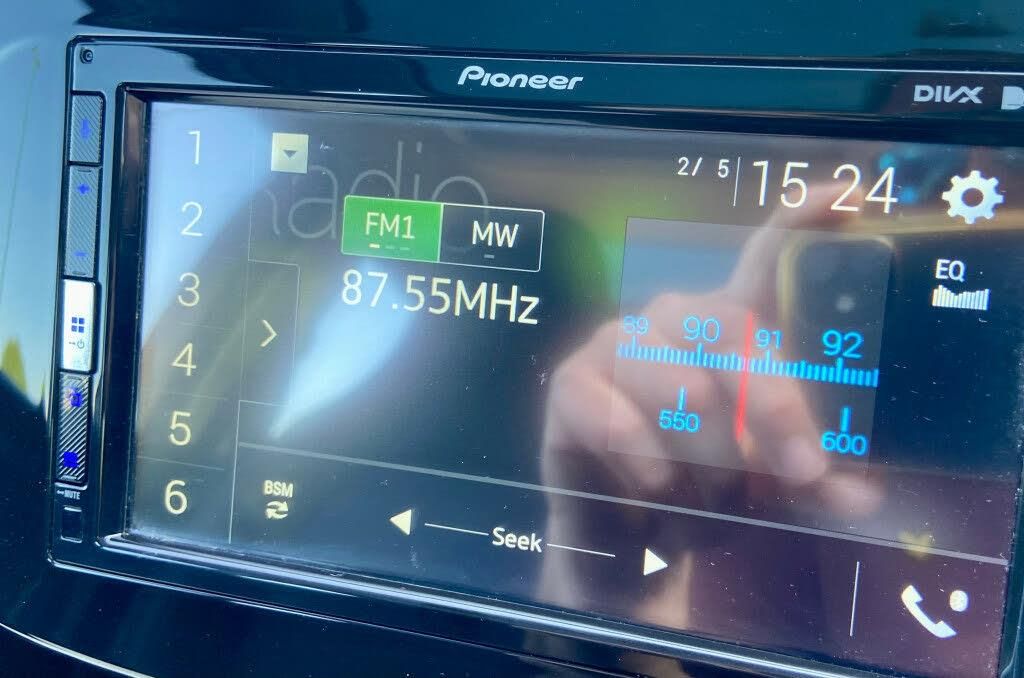 Pioneer
DIVX
1
2
3
4
5
6
Radio
2/ 5
15 24
FM1
MW
87.55MHz
EQ
89 90 91 92
550 600
BSM
Seek
MUTE